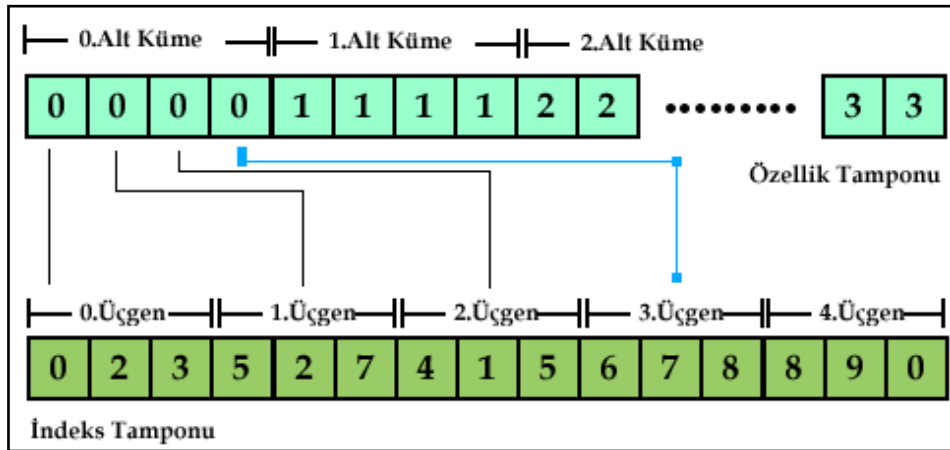 0.Alt Küme 1.Alt Küme 2.Alt Küme
0 0 0 0 1 1 1 1 2 2 ......... 3 3
Özellik Tamponu
0.Üçgen 1.Üçgen 2.Üçgen 3.Üçgen 4.Üçgen
0 2 3 5 2 7 4 1 5 6 7 8 8 9 0
İndeks Tamponu